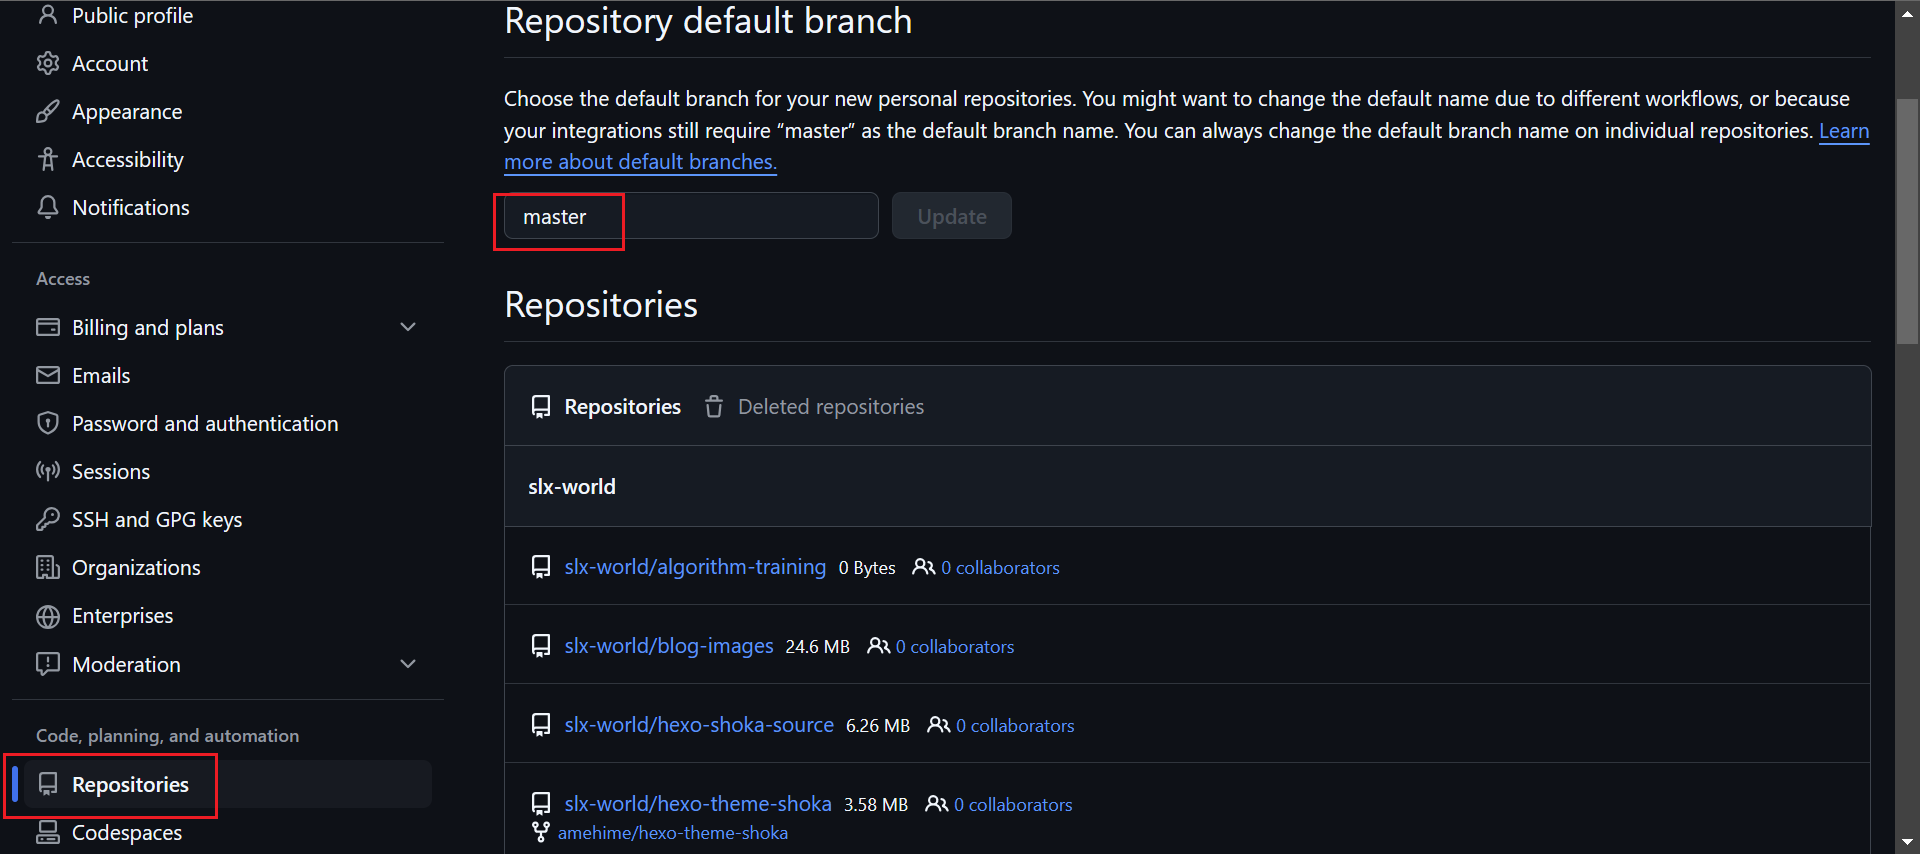 Public profile
Account
Appearance
Accessibility
Notifications
Access
Billing and plans
Emails
Password and authentication
Sessions
SSH and GPG keys
Organizations
Enterprises
Moderation
Code, planning, and automation
Repositories
Codespaces
Repository default branch
Choose the default branch for your new personal repositories. You might want to change the default name due to different workflows, or because
your integrations still require “master” as the default branch name. You can always change the default branch name on individual repositories. Learn
more about default branches.
master Update
Repositories
Repositories Deleted repositories
slx-world
slx-world/algorithm-training 0 Bytes 0 collaborators
slx-world/blog-images 24.6 MB 0 collaborators
slx-world/hexo-shoka-source 6.26 MB 0 collaborators
slx-world/hexo-theme-shoka 3.58 MB 0 collaborators
amehime/hexo-theme-shoka